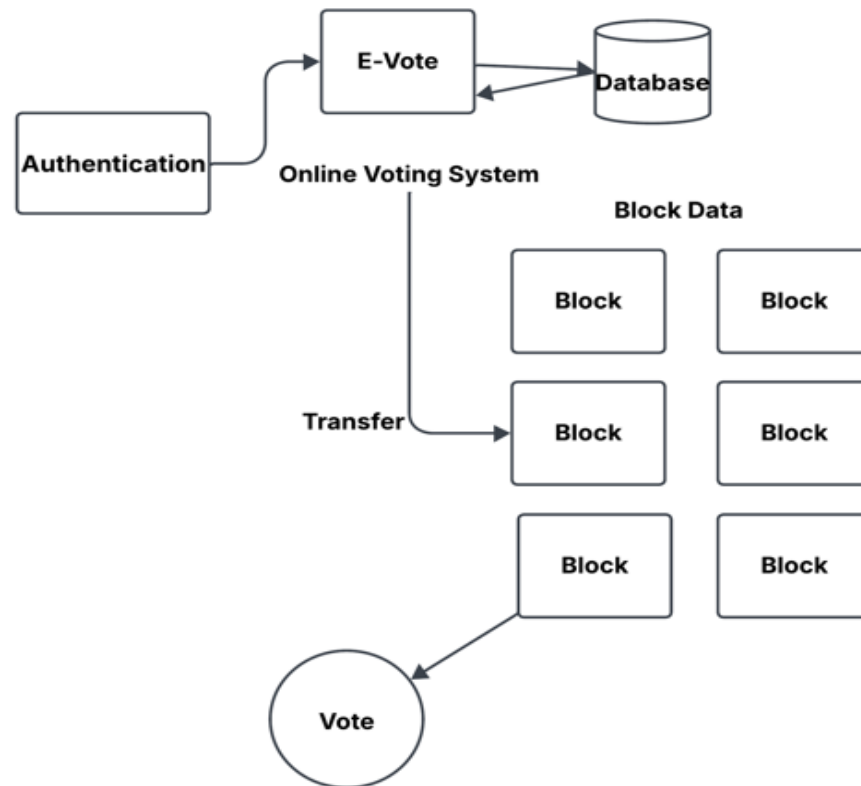 E-Vote
Database
Authentication
Online Voting System
Block Data
Block
Block
Transfer
Block
Block
Block
Block
Vote